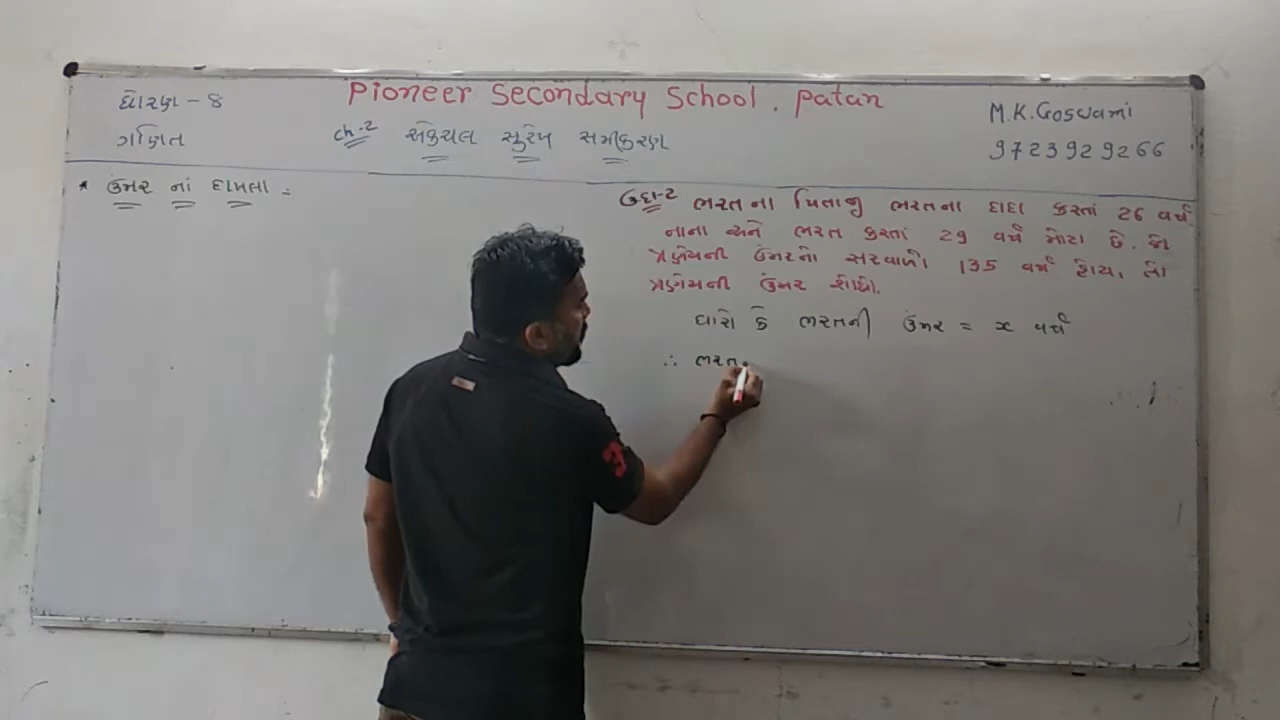 ધોરણ - ૮
Pioneer Secondary School, Patan
M.K.Goswami
ગણિત
ch.2 એકચલ સુરેખ સમીકરણ
9723929266
* ઉંમર નાં દાખલા :
ઉદા-2 ભરતના પિતાજી ભરતના દાદા કરતાં 26 વર્ષ
નાના અને ભરત કરતાં 29 વર્ષ મોટા છે. જો
ત્રણેયની ઉંમરનો સરવાળો 135 વર્ષ હોય, તો
ત્રણેયની ઉંમર શોધો.
ધારો કે ભરતની ઉંમર = x વર્ષ
∴ ભરત